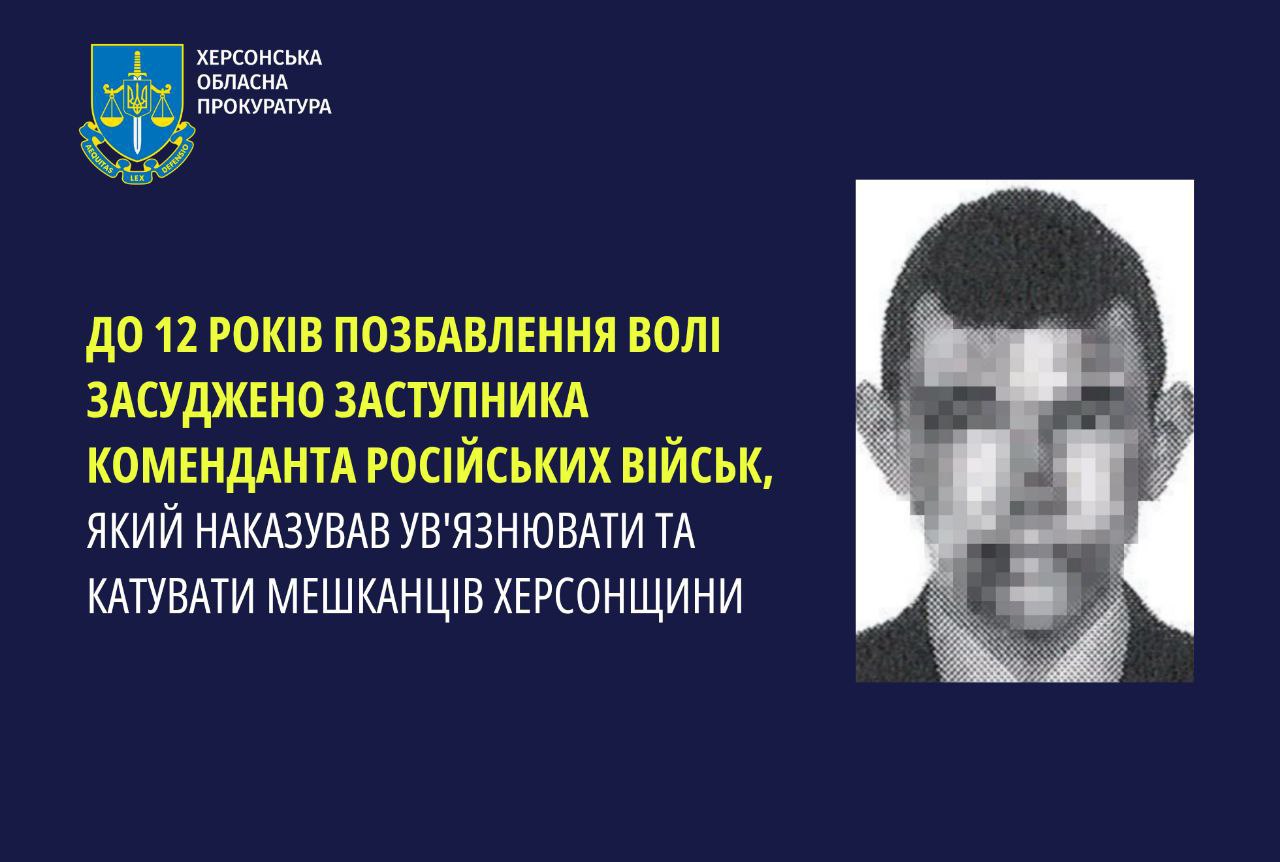 ХЕРСОНСЬКА
ОБЛАСНА
ПРОКУРАТУРА
AEQUITAS
LEX
DEFENSIO
ДО 12 РОКІВ ПОЗБАВЛЕННЯ ВОЛІ
ЗАСУДЖЕНО ЗАСТУПНИКА
КОМЕНДАНТА РОСІЙСЬКИХ ВІЙСЬК,
ЯКИЙ НАКАЗУВАВ УВ'ЯЗНЮВАТИ ТА
КАТУВАТИ МЕШКАНЦІВ ХЕРСОНЩИНИ